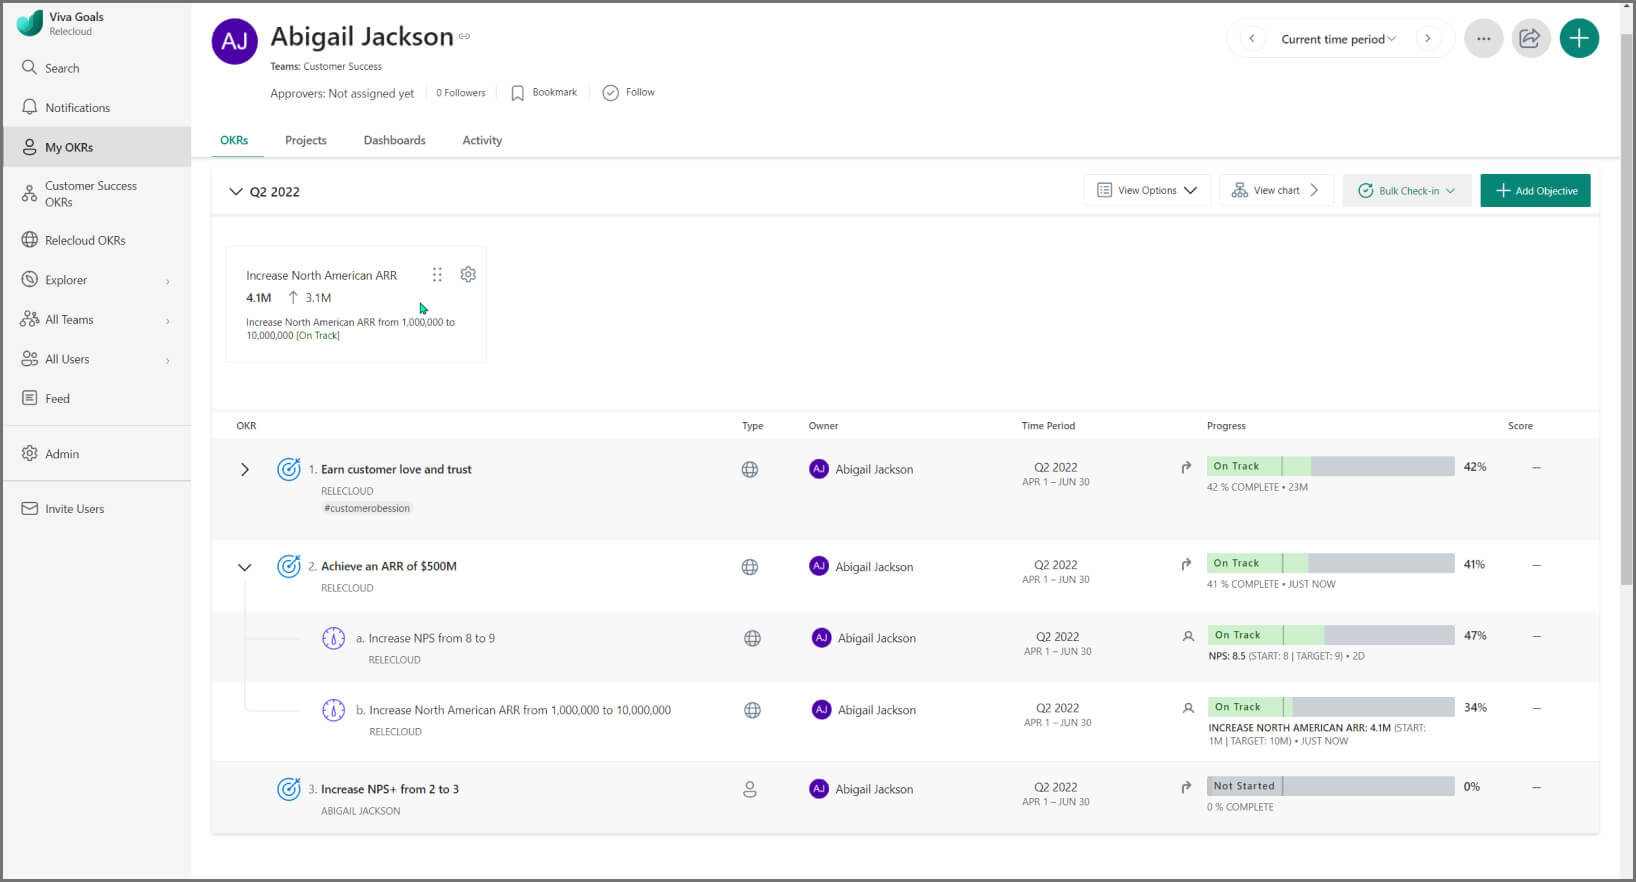 Viva Goals
Relecloud
Search
Notifications
My OKRs
Customer Success
OKRs
Relecloud OKRs
Explorer
All Teams
All Users
Feed
Admin
Invite Users
AJ
Abigail Jackson
Teams: Customer Success
Approvers: Not assigned yet
0 Followers
Bookmark
Follow
Current time period
OKRs
Projects
Dashboards
Activity
Q2 2022
View Options
View chart
Bulk Check-in
Add Objective
Increase North American ARR
4.1M ↑ 3.1M
Increase North American ARR from 1,000,000 to
10,000,000 [On Track]
OKR
Type
Owner
Time Period
Progress
Score
1. Earn customer love and trust
RELECLOUD
#customerobession
AJ Abigail Jackson
Q2 2022
APR 1 – JUN 30
On Track
42%
—
42 % COMPLETE • 23M
2. Achieve an ARR of $500M
RELECLOUD
AJ Abigail Jackson
Q2 2022
APR 1 – JUN 30
On Track
41%
—
41 % COMPLETE • JUST NOW
a. Increase NPS from 8 to 9
RELECLOUD
AJ Abigail Jackson
Q2 2022
APR 1 – JUN 30
On Track
47%
—
NPS: 8.5 (START: 8 | TARGET: 9) • 2D
b. Increase North American ARR from 1,000,000 to 10,000,000
RELECLOUD
AJ Abigail Jackson
Q2 2022
APR 1 – JUN 30
On Track
34%
—
INCREASE NORTH AMERICAN ARR: 4.1M (START:
1M | TARGET: 10M) • JUST NOW
3. Increase NPS+ from 2 to 3
ABIGAIL JACKSON
AJ Abigail Jackson
Q2 2022
APR 1 – JUN 30
Not Started
0%
—
0 % COMPLETE